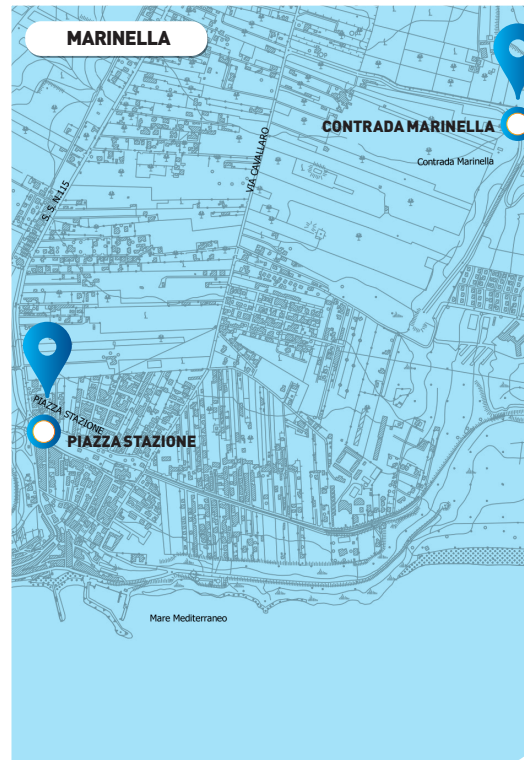 MARINELLA
CONTRADA MARINELLA
Contrada Marinella
VIA CAVALLARO
S. S. N.115
PIAZZA STAZIONE
PIAZZA STAZIONE
Mare Mediterraneo